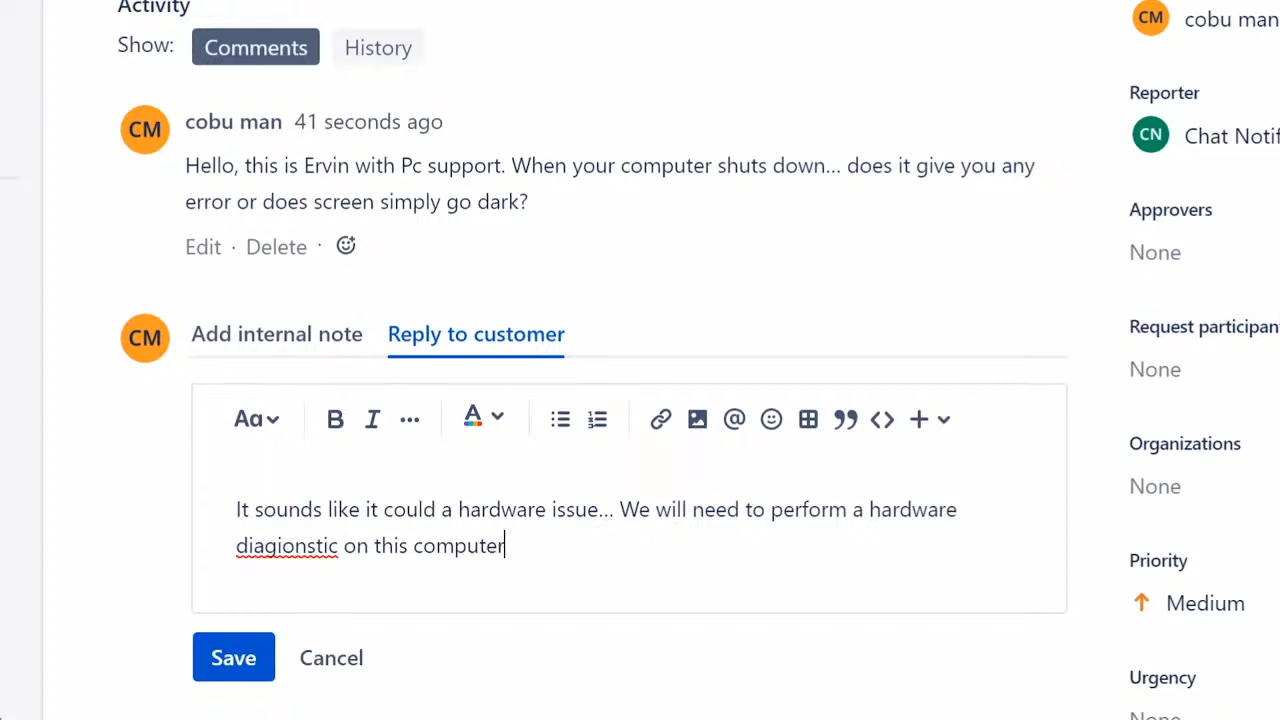 Activity
Show: Comments History
CM cobu man 41 seconds ago
Hello, this is Ervin with Pc support. When your computer shuts down... does it give you any
error or does screen simply go dark?
Edit · Delete ·
CM Add internal note Reply to customer
Aa B I ... A @ <> +
It sounds like it could a hardware issue... We will need to perform a hardware
diagionstic on this computer
Save Cancel
CM cobu man
Reporter
CN Chat Notif
Approvers
None
Request participan
None
Organizations
None
Priority
Medium
Urgency
None